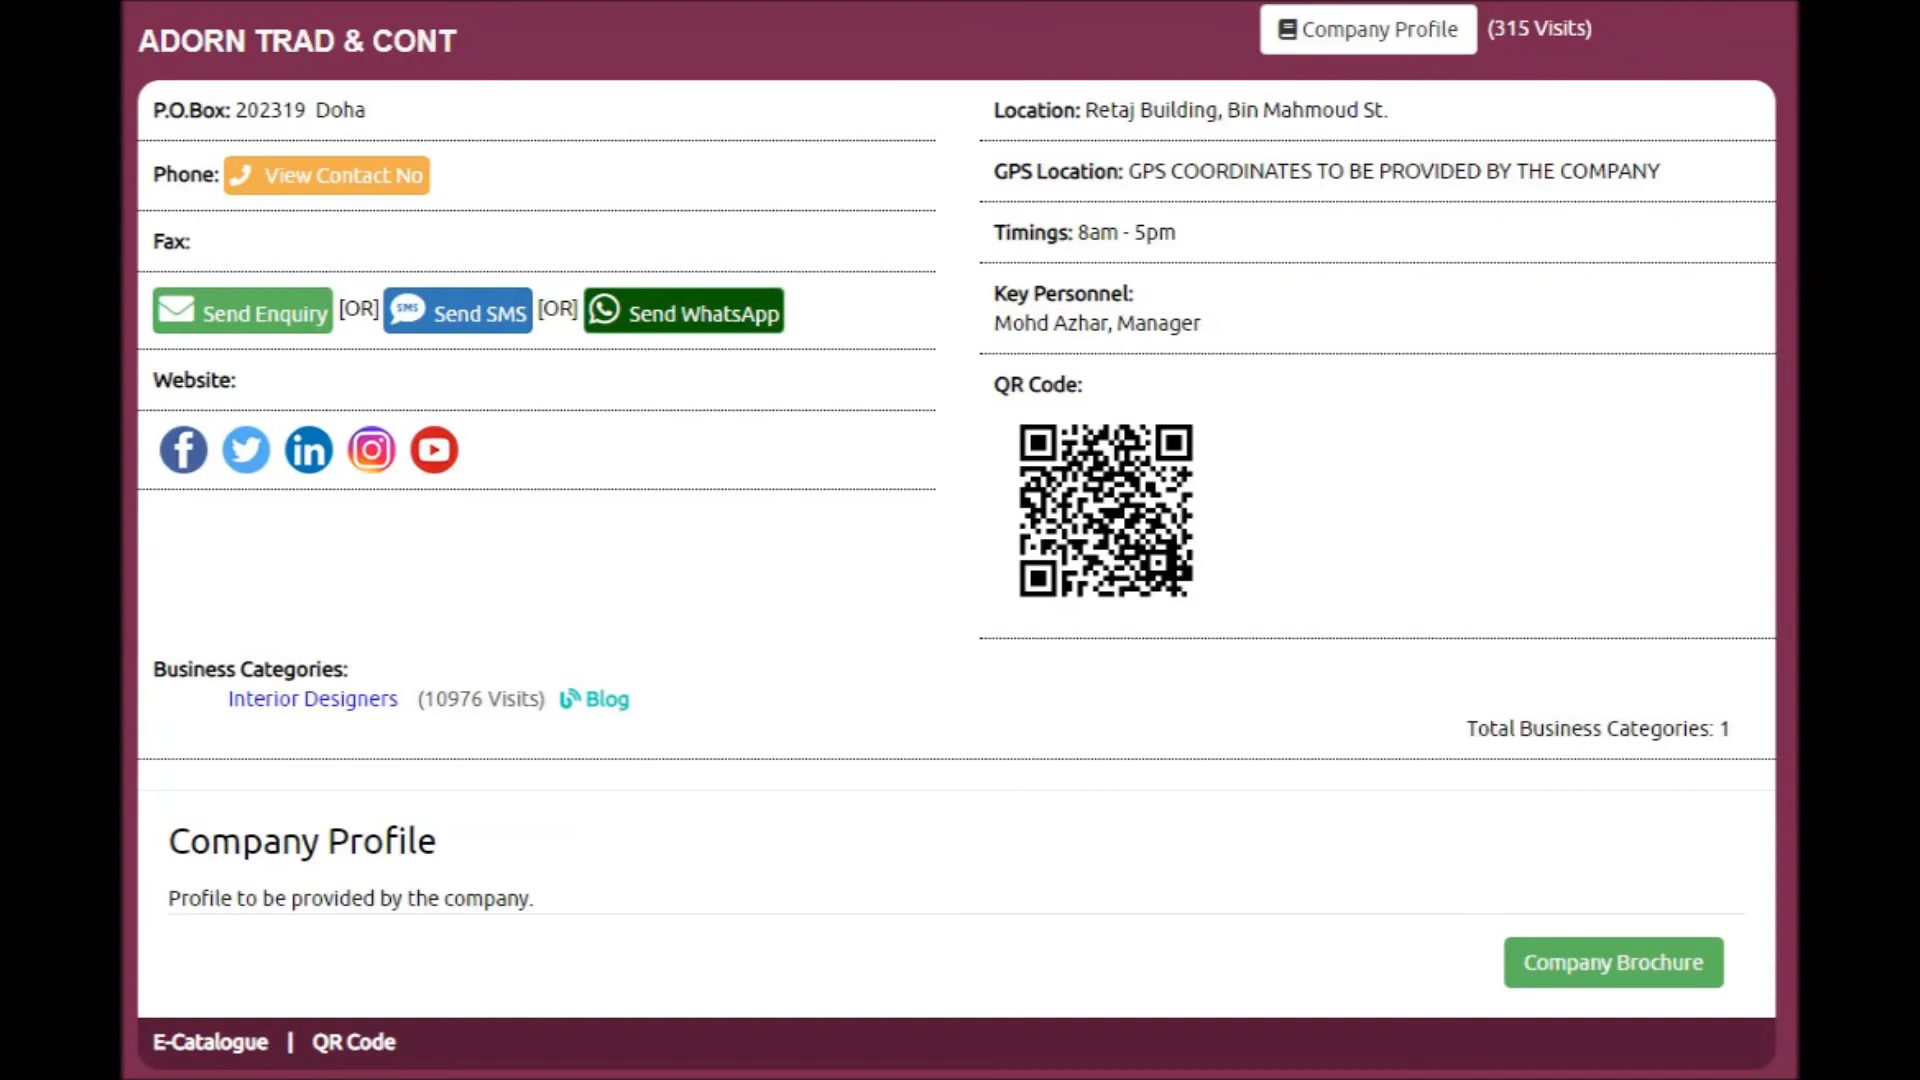 ADORN TRAD & CONT
Company Profile (315 Visits)
P.O.Box: 202319 Doha
Phone: View Contact No
Fax:
Send Enquiry [OR] SMS Send SMS [OR] Send WhatsApp
Website:
Location: Retaj Building, Bin Mahmoud St.
GPS Location: GPS COORDINATES TO BE PROVIDED BY THE COMPANY
Timings: 8am - 5pm
Key Personnel:
Mohd Azhar, Manager
QR Code:
Business Categories:
Interior Designers (10976 Visits) Blog
Total Business Categories: 1
Company Profile
Profile to be provided by the company.
Company Brochure
E-Catalogue | QR Code